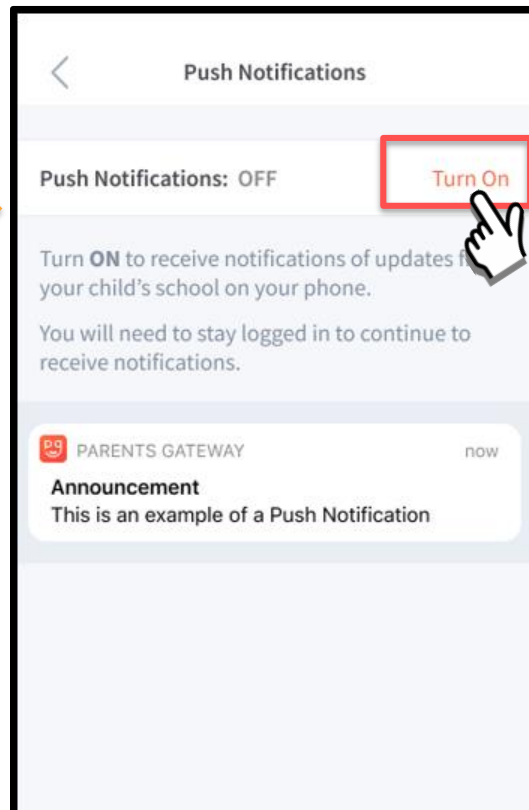 Push Notifications
Push Notifications: OFF Turn On
Turn ON to receive notifications of updates
your child's school on your phone.
You will need to stay logged in to continue to
receive notifications.
pg PARENTS GATEWAY now
Announcement
This is an example of a Push Notification